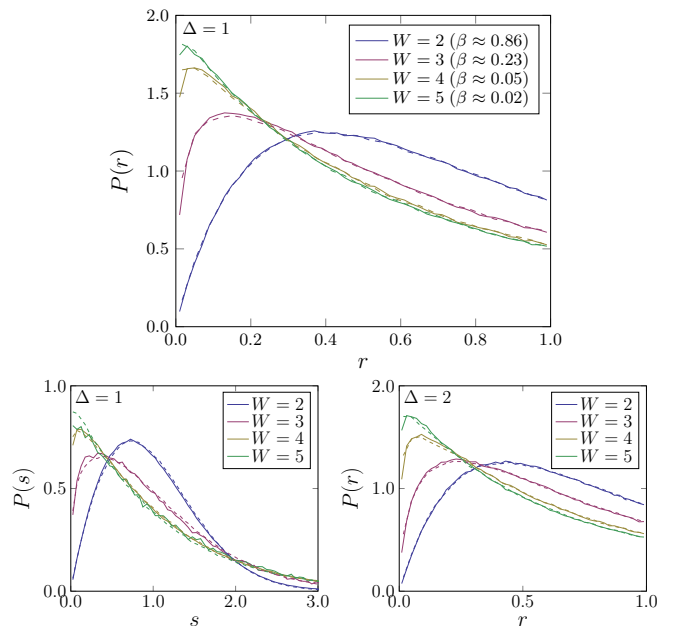 Δ = 1
W = 2 (β ≈ 0.86)
W = 3 (β ≈ 0.23)
W = 4 (β ≈ 0.05)
W = 5 (β ≈ 0.02)
P(r)
2.0
1.5
1.0
0.5
0.0
0.0 0.2 0.4 0.6 0.8 1.0
r
Δ = 1
W = 2
W = 3
W = 4
W = 5
P(s)
1.0
0.5
0.0
0.0 1.0 2.0 3.0
s
Δ = 2
W = 2
W = 3
W = 4
W = 5
P(r)
2.0
1.0
0.0
0.0 0.5 1.0
r